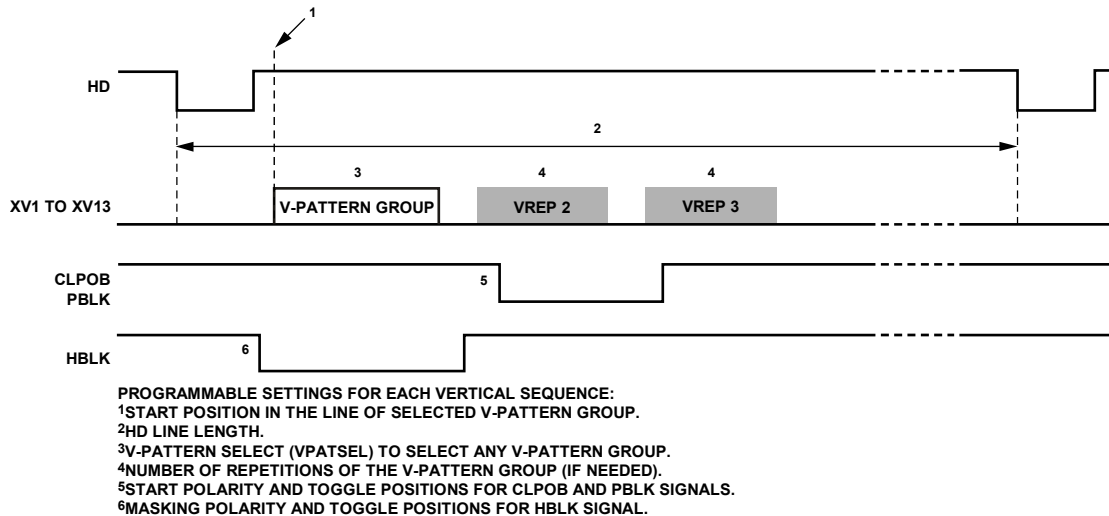 1
HD
2
3 4 4
XV1 TO XV13 V-PATTERN GROUP VREP 2 VREP 3
CLPOB
PBLK
5
HBLK
6
PROGRAMMABLE SETTINGS FOR EACH VERTICAL SEQUENCE:
1START POSITION IN THE LINE OF SELECTED V-PATTERN GROUP.
2HD LINE LENGTH.
3V-PATTERN SELECT (VPATSEL) TO SELECT ANY V-PATTERN GROUP.
4NUMBER OF REPETITIONS OF THE V-PATTERN GROUP (IF NEEDED).
5START POLARITY AND TOGGLE POSITIONS FOR CLPOB AND PBLK SIGNALS.
6MASKING POLARITY AND TOGGLE POSITIONS FOR HBLK SIGNAL.